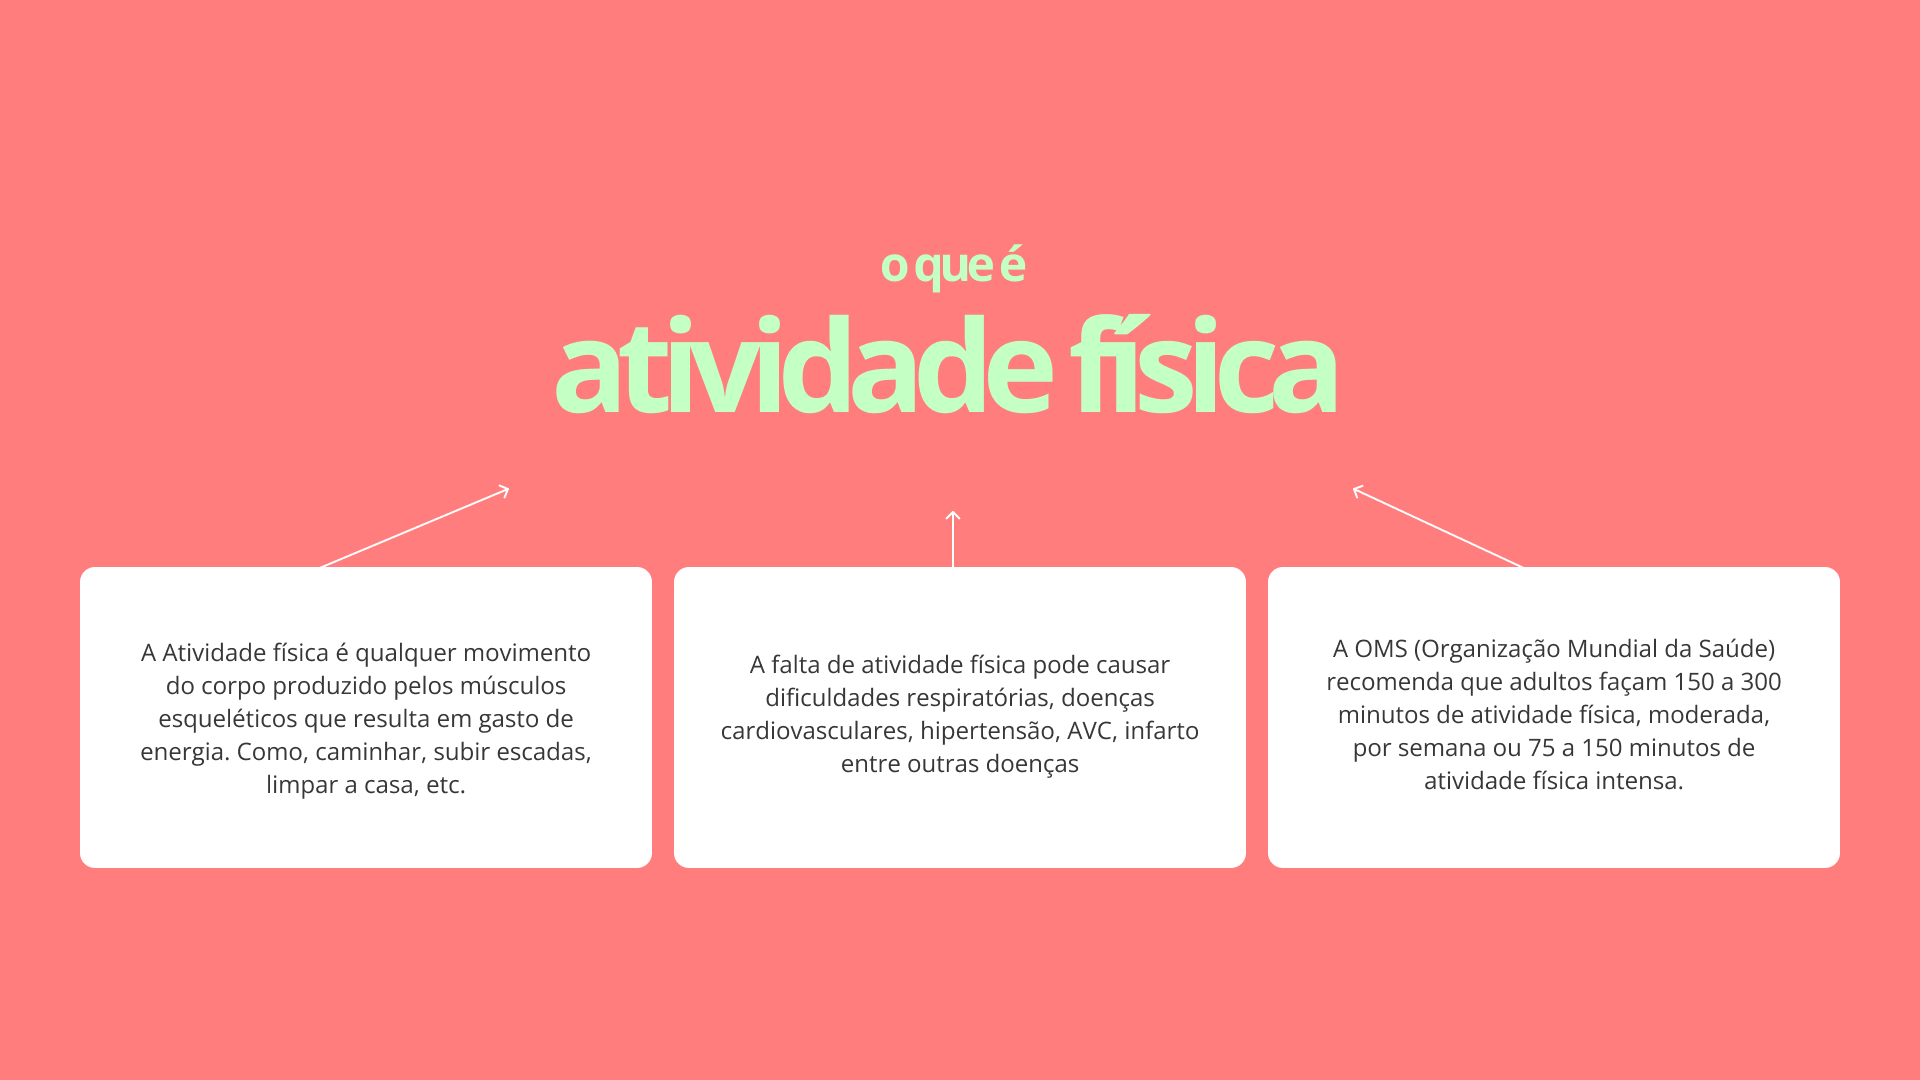 o que é
atividade física
A Atividade física é qualquer movimento
do corpo produzido pelos músculos
esqueléticos que resulta em gasto de
energia. Como, caminhar, subir escadas,
limpar a casa, etc.
A falta de atividade física pode causar
dificuldades respiratórias, doenças
cardiovasculares, hipertensão, AVC, infarto
entre outras doenças
A OMS (Organização Mundial da Saúde)
recomenda que adultos façam 150 a 300
minutos de atividade física, moderada,
por semana ou 75 a 150 minutos de
atividade física intensa.